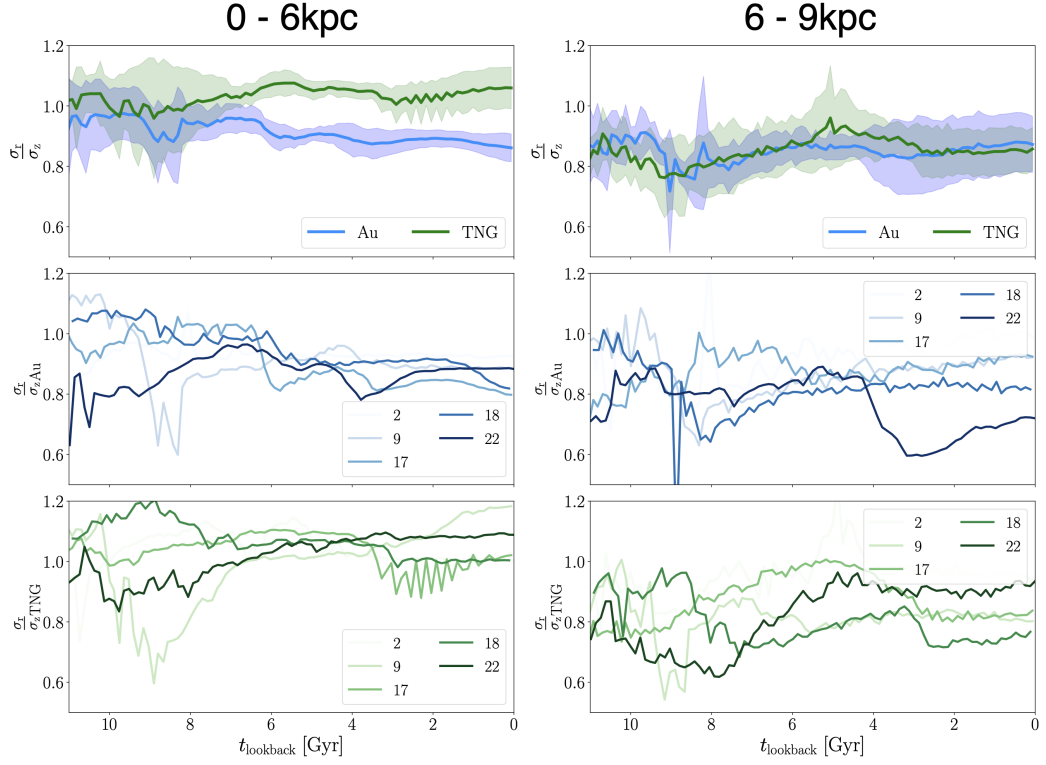 0 - 6kpc
6 - 9kpc
1.2
1.0
0.8
0.6
σr/σz
Au TNG
1.2
1.0
0.8
0.6
σr/σz
Au TNG
1.2
1.0
0.8
0.6
σr/σz Au
2 18
9 22
17
1.2
1.0
0.8
0.6
σr/σz Au
2 18
9 22
17
1.2
1.0
0.8
0.6
σr/σz TNG
2 18
9 22
17
10 8 6 4 2 0
tlookback [Gyr]
1.2
1.0
0.8
0.6
σr/σz TNG
2 18
9 22
17
10 8 6 4 2 0
tlookback [Gyr]